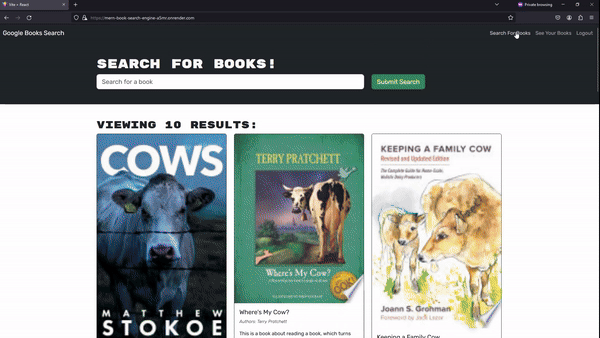 Vite + React
Private browsing
https://mern-book-search-engine-a5mr.onrender.com
Google Books Search
Search For Books
See Your Books
Logout
SEARCH FOR BOOKS!
Search for a book
Submit Search
VIEWING 10 RESULTS:
COWS
MATTHEW
STOKOE
TERRY PRATCHETT
Where's My Cow?
KEEPING A FAMILY COW
Revised and Updated Edition
The Complete Guide for Home-Scale,
Holistic Dairy Producers
Joann S. Grohman
Foreword by Jack Lazor
Where's My Cow?
Authors: Terry Pratchett
This is a book about reading a book, which turns
Keeping a Family Cow